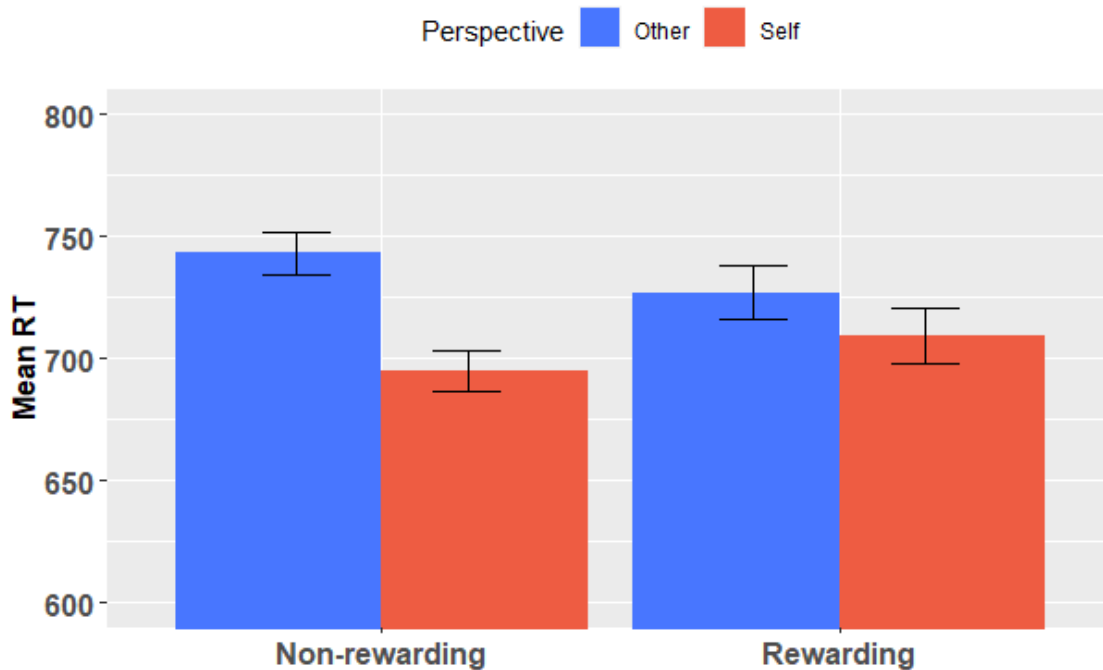 Perspective Other Self
800
750
700
650
600
Mean RT
Non-rewarding Rewarding